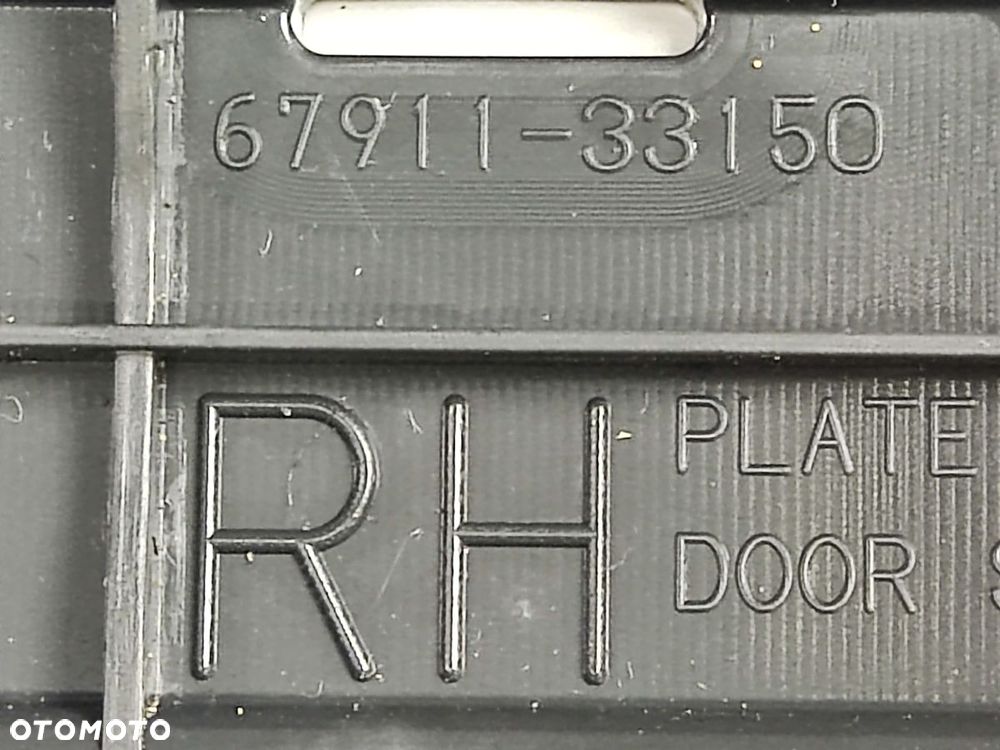 67911-33150
RH
PLATE
DOOR
OTOMOTO